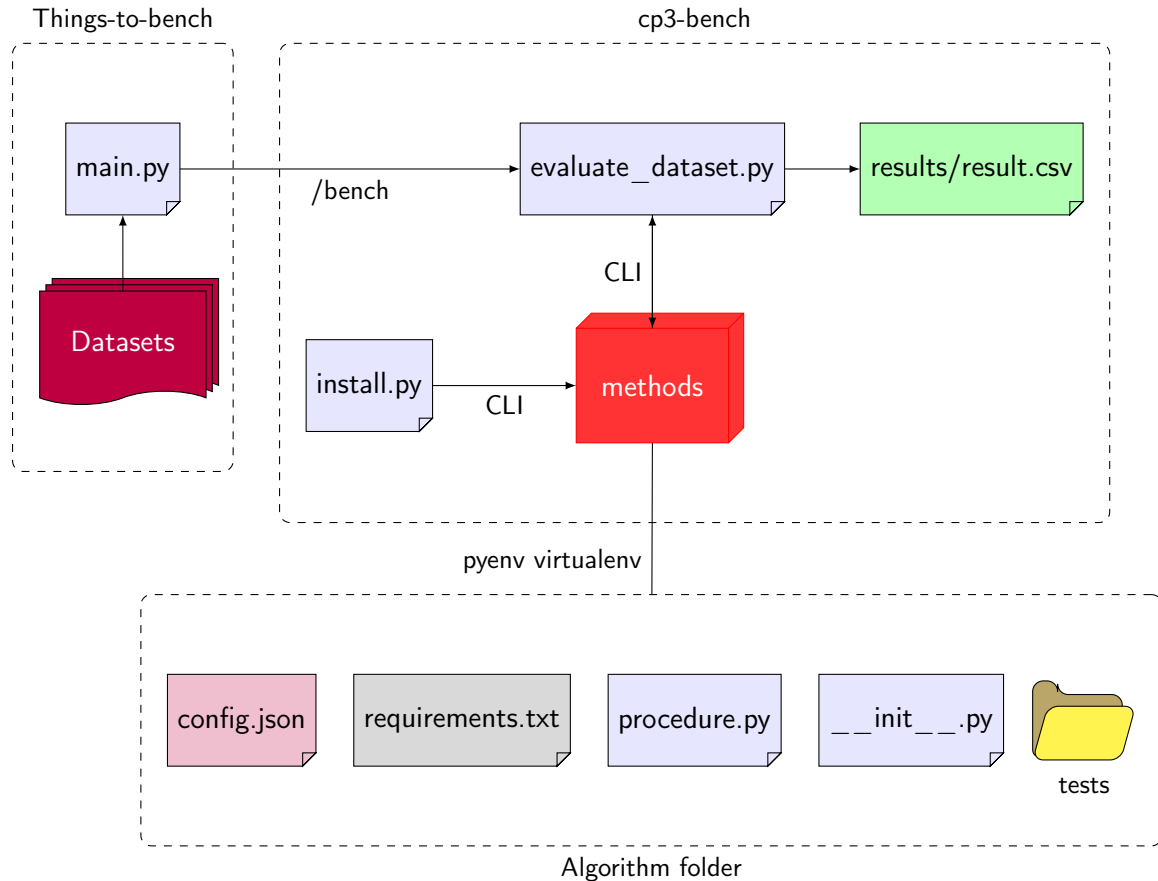 Things-to-bench
cp3-bench
main.py
/bench
evaluate_dataset.py
results/result.csv
CLI
Datasets
install.py
CLI
methods
pyenv virtualenv
config.json
requirements.txt
procedure.py
__init__.py
tests
Algorithm folder